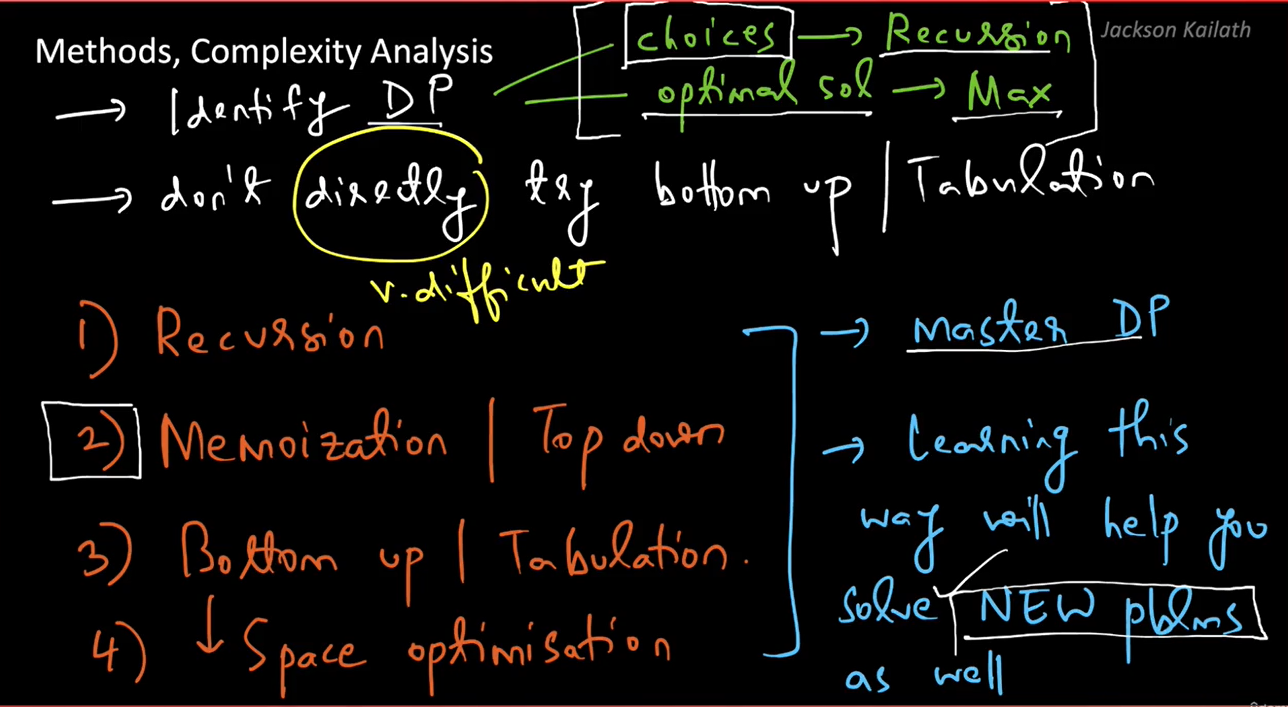 choices → Recursion
Jackson Kailath
Methods, Complexity Analysis
optimal sol → Max
→ Identify DP
→ don't directly try bottom up | Tabulation
v. difficult
1) Recursion
→ Master DP
2) Memoization | Top down
→ Learning this
way will help you
3) Bottom up | Tabulation.
solve NEW pblms
4) ↓ Space optimisation
as well